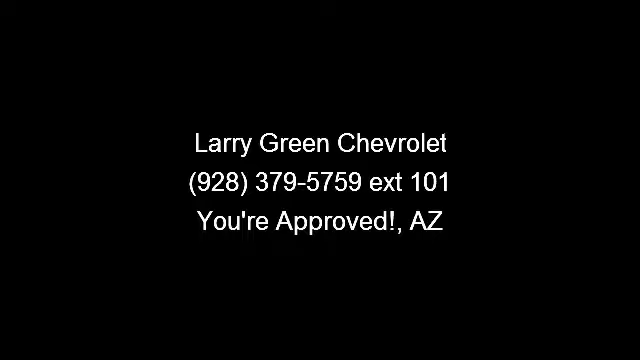 Larry Green Chevrolet
(928) 379-5759 ext 101
You're Approved!, AZ